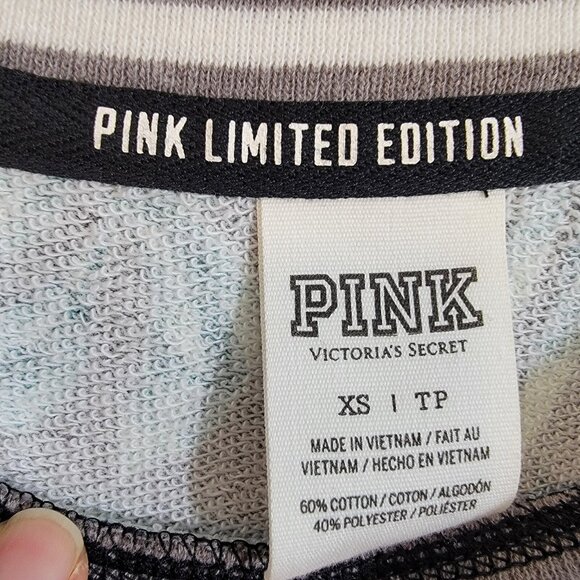 PINK LIMITED EDITION
PINK
VICTORIA'S SECRET
XS | TP
MADE IN VIETNAM / FAIT AU
VIETNAM / HECHO EN VIETNAM
60% COTTON / COTON / ALGODÓN
40% POLYESTER / POLIÉSTER